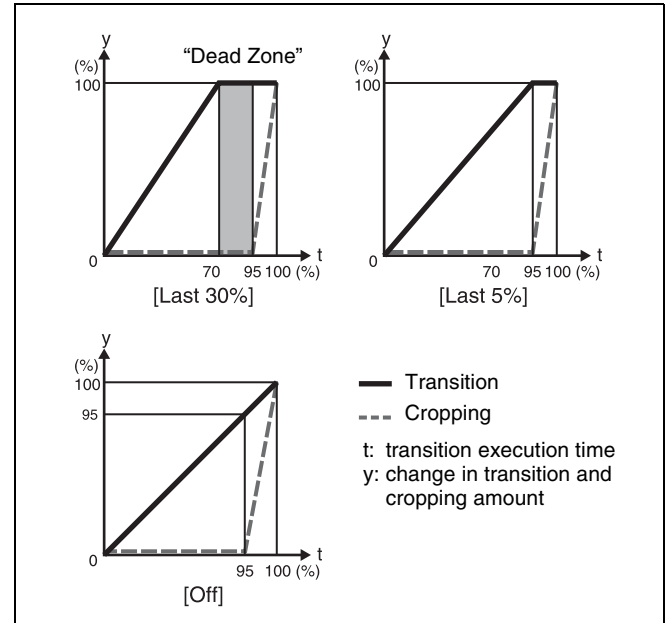 y
(%)
100
“Dead Zone”
0
70
95
100 (%)
t
[Last 30%]
y
(%)
100
0
70
95
100 (%)
t
[Last 5%]
y
(%)
100
95
0
95
100 (%)
t
[Off]
Transition
Cropping
t: transition execution time
y: change in transition and
cropping amount